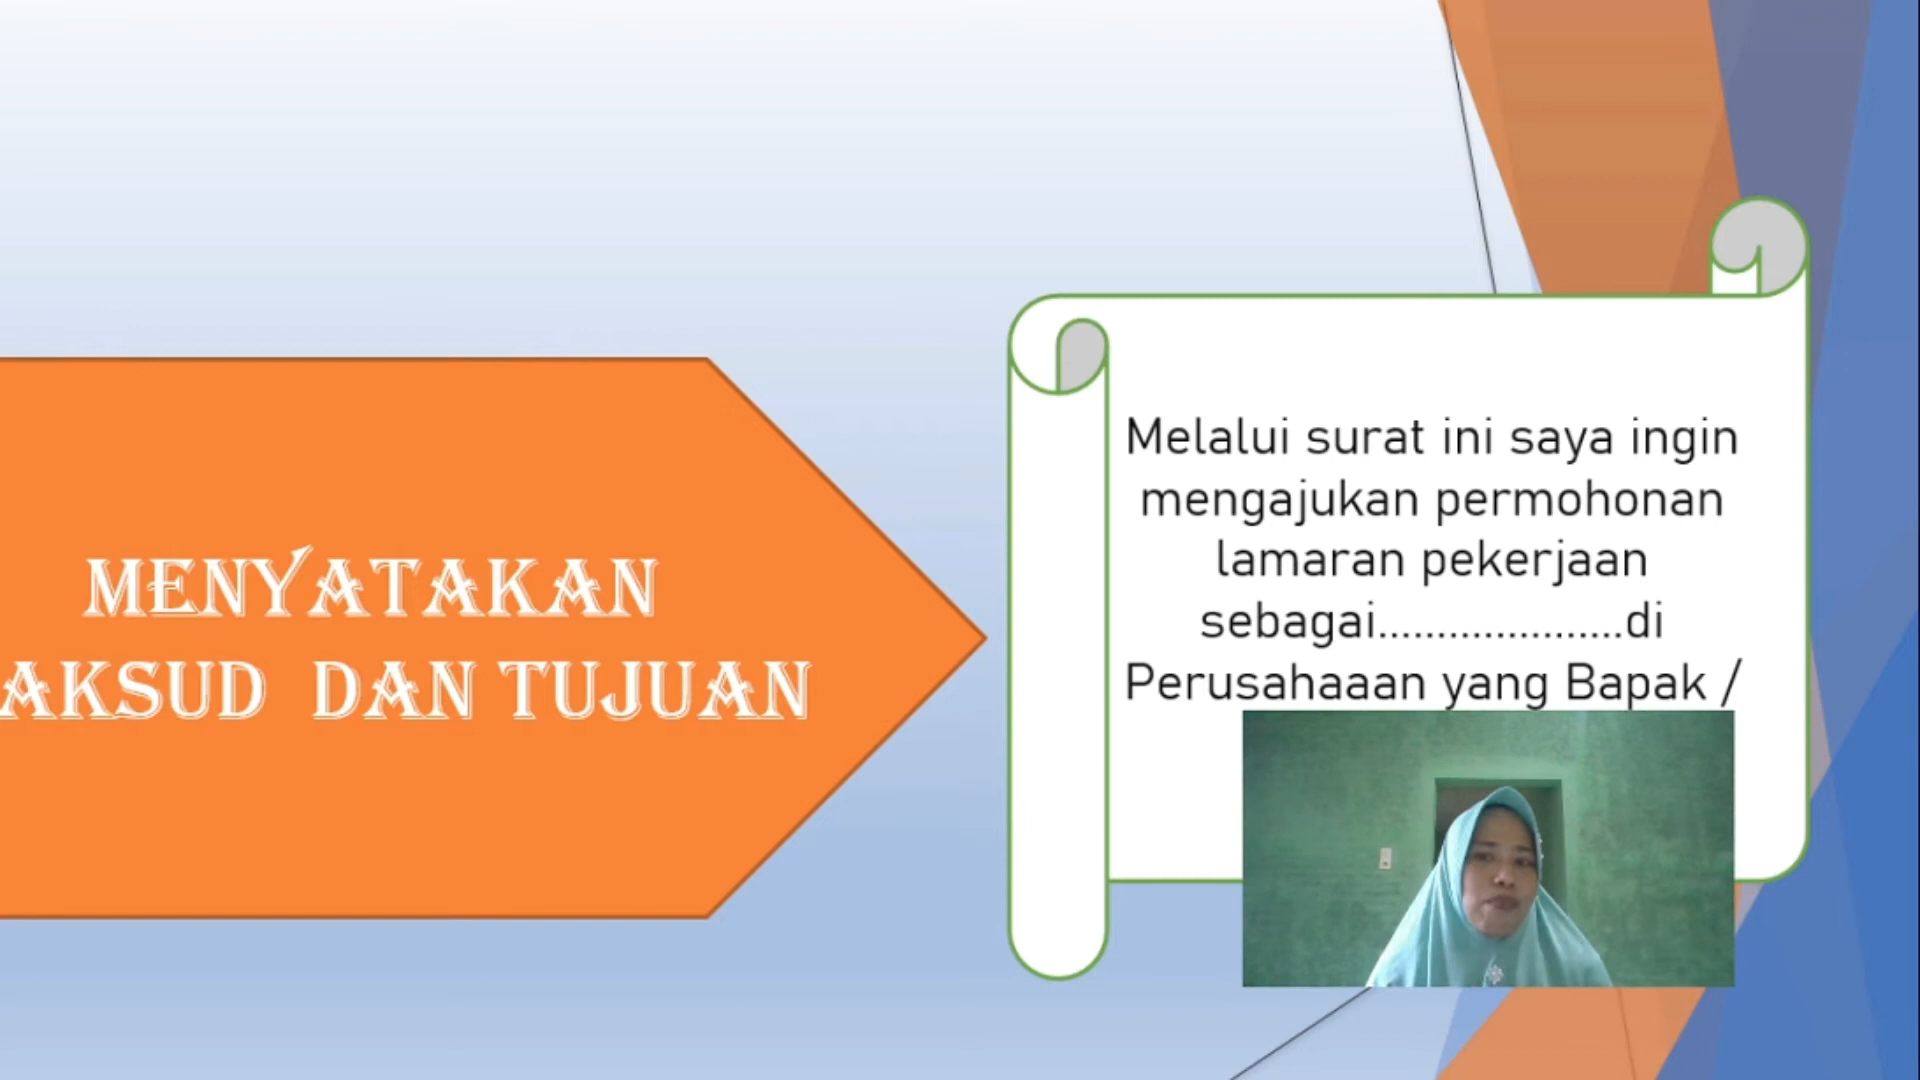 MENYATAKAN
AKSUD DAN TUJUAN
Melalui surat ini saya ingin
mengajukan permohonan
lamaran pekerjaan
sebagai.....................di
Perusahaaan yang Bapak /